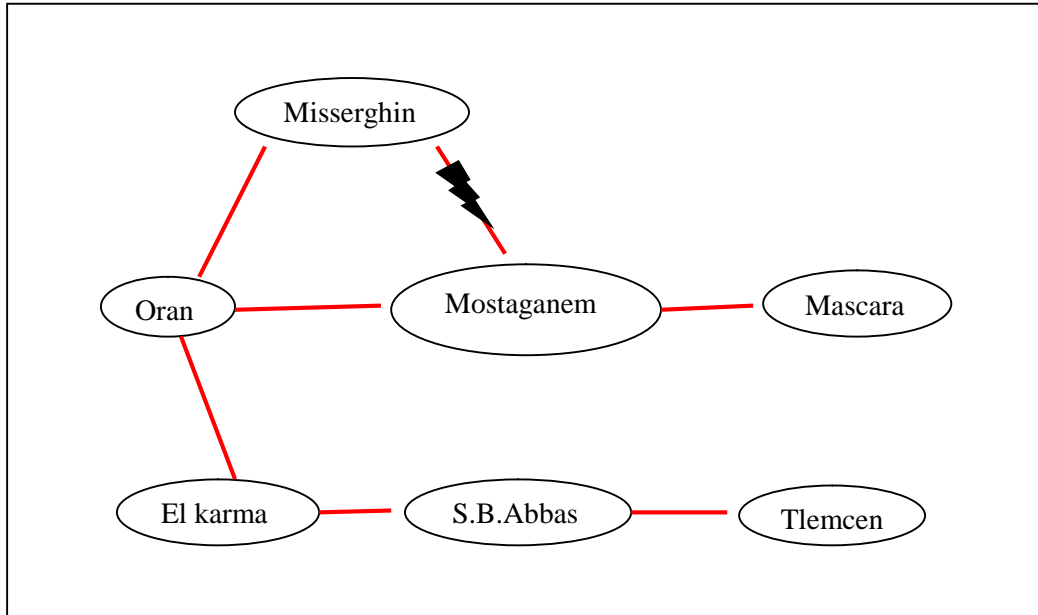 Misserghin
Oran
Mostaganem
Mascara
El karma
S.B.Abbas
Tlemcen